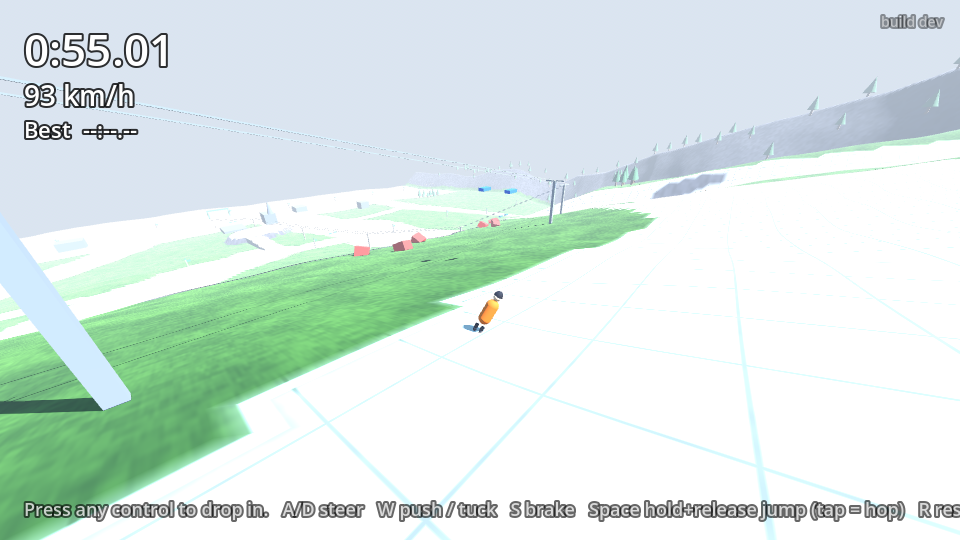 0:55.01
build dev
93 km/h
Best --:--.--
Press any control to drop in. A/D steer W push / tuck S brake Space hold+release jump (tap = hop) R res